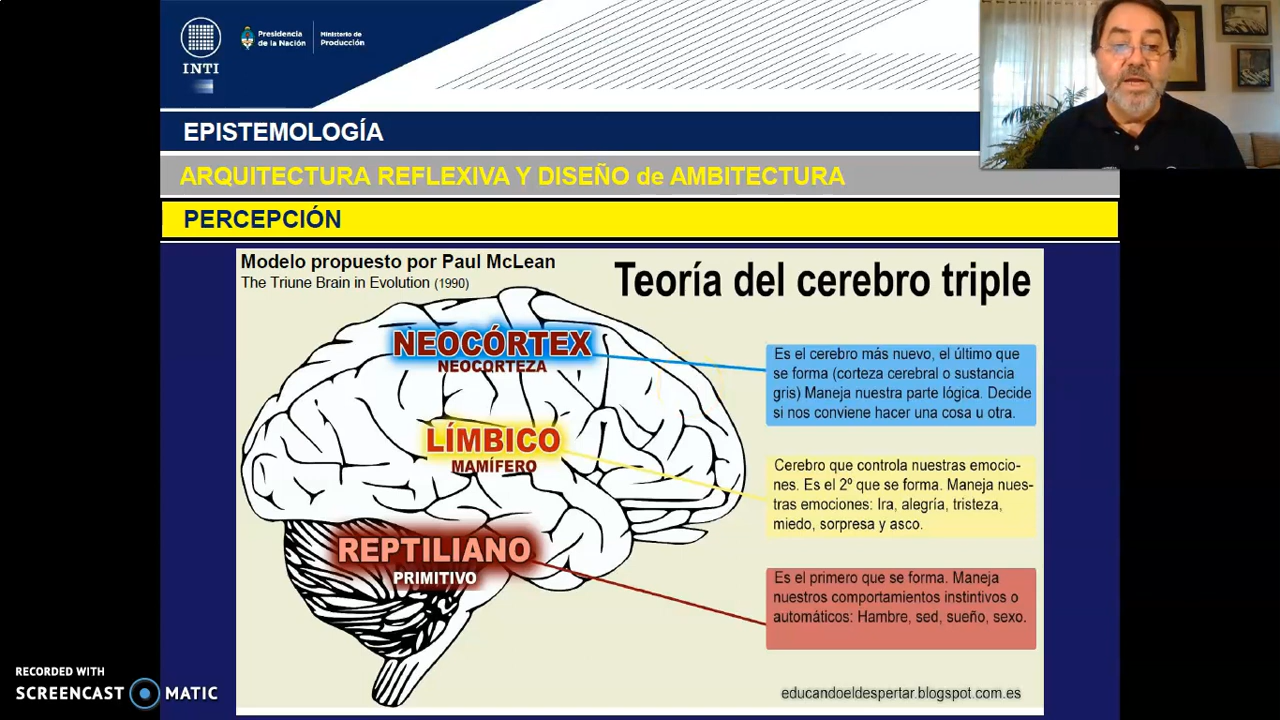 INTI
Presidencia
de la Nación
Ministerio de
Producción
EPISTEMOLOGÍA
ARQUITECTURA REFLEXIVA Y DISEÑO de AMBITECTURA
PERCEPCIÓN
Modelo propuesto por Paul McLean
The Triune Brain in Evolution (1990)
Teoría del cerebro triple
NEOCÓRTEX
NEOCORTEZA
Es el cerebro más nuevo, el último que
se forma (corteza cerebral o sustancia
gris) Maneja nuestra parte lógica. Decide
si nos conviene hacer una cosa u otra.
LÍMBICO
MAMÍFERO
Cerebro que controla nuestras emocio-
nes. Es el 2º que se forma. Maneja nues-
tras emociones: Ira, alegría, tristeza,
miedo, sorpresa y asco.
REPTILIANO
PRIMITIVO
Es el primero que se forma. Maneja
nuestros comportamientos instintivos o
automáticos: Hambre, sed, sueño, sexo.
educandoeldespertar.blogspot.com.es
RECORDED WITH
SCREENCAST MATIC